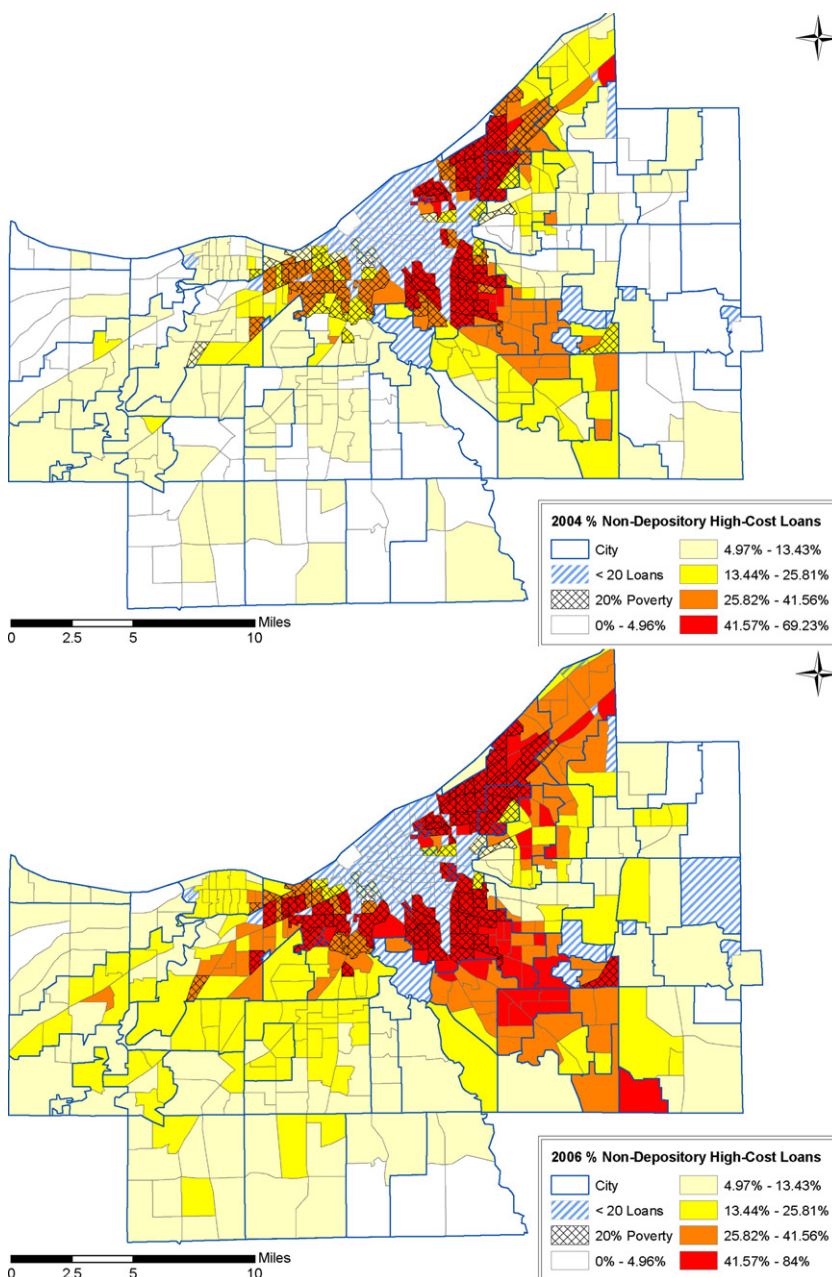 2004 % Non-Depository High-Cost Loans
City
< 20 Loans
20% Poverty
0% - 4.96%
4.97% - 13.43%
13.44% - 25.81%
25.82% - 41.56%
41.57% - 69.23%
Miles
0 2.5 5 10
2006 % Non-Depository High-Cost Loans
City
< 20 Loans
20% Poverty
0% - 4.96%
4.97% - 13.43%
13.44% - 25.81%
25.82% - 41.56%
41.57% - 84%
Miles
0 2.5 5 10